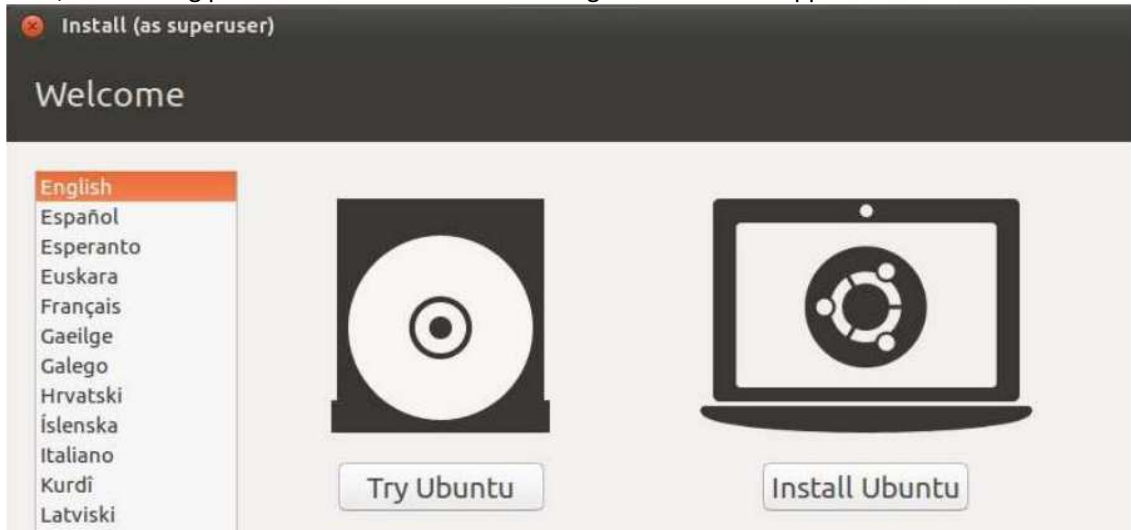 Install (as superuser)
Welcome
English
Español
Esperanto
Euskara
Français
Gaeilge
Galego
Hrvatski
Íslenska
Italiano
Kurdî
Latviski
Try Ubuntu
Install Ubuntu